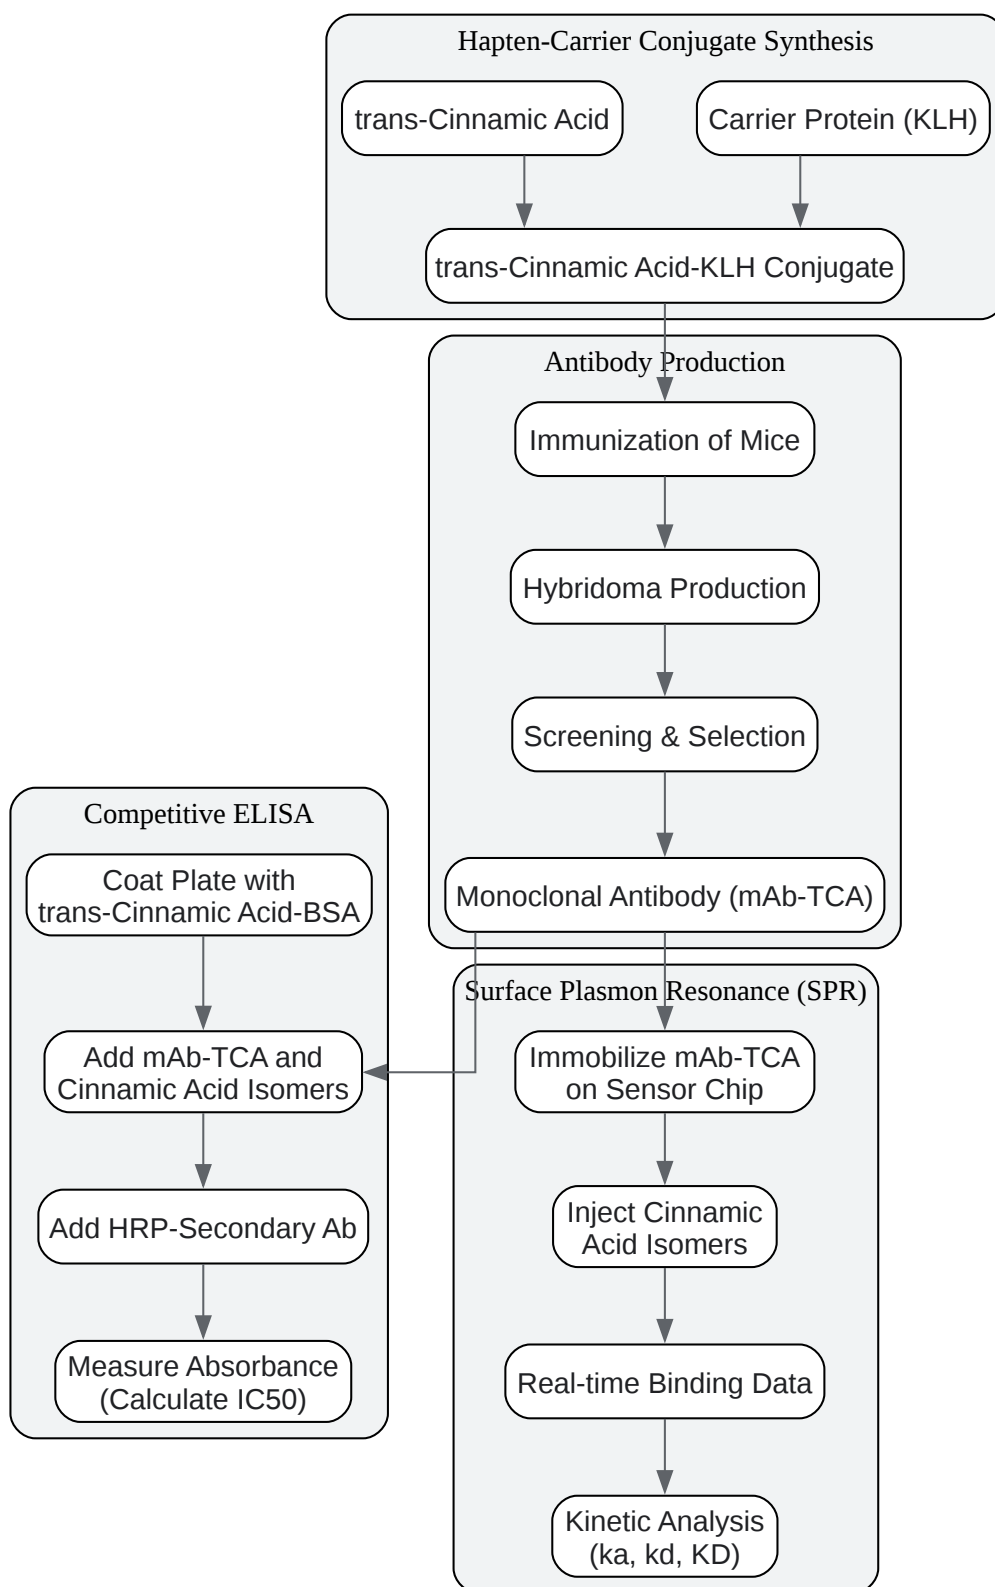 Hapten-Carrier Conjugate Synthesis
trans-Cinnamic Acid
Carrier Protein (KLH)
trans-Cinnamic Acid-KLH Conjugate
Antibody Production
Immunization of Mice
Hybridoma Production
Screening & Selection
Monoclonal Antibody (mAb-TCA)
Competitive ELISA
Coat Plate with
trans-Cinnamic Acid-BSA
Add mAb-TCA and
Cinnamic Acid Isomers
Add HRP-Secondary Ab
Measure Absorbance
(Calculate IC50)
Surface Plasmon Resonance (SPR)
Immobilize mAb-TCA
on Sensor Chip
Inject Cinnamic
Acid Isomers
Real-time Binding Data
Kinetic Analysis
(ka, kd, KD)